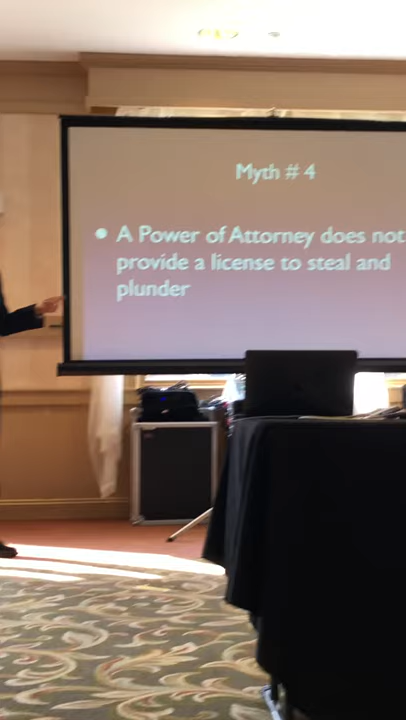 Myth # 4
• A Power of Attorney does not
provide a license to steal and
plunder